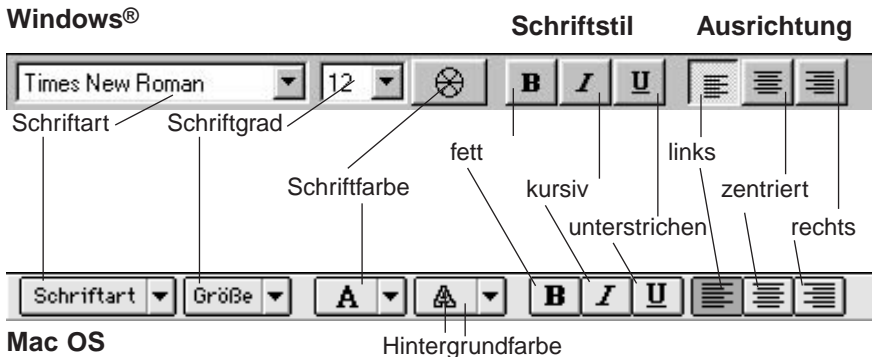 Windows®
Schriftstil Ausrichtung
Times New Roman 12 B I U
Schriftart Schriftgrad
fett links
Schriftfarbe kursiv zentriert
unterstrichen rechts
Schriftart Größe A A B I U
Mac OS Hintergrundfarbe